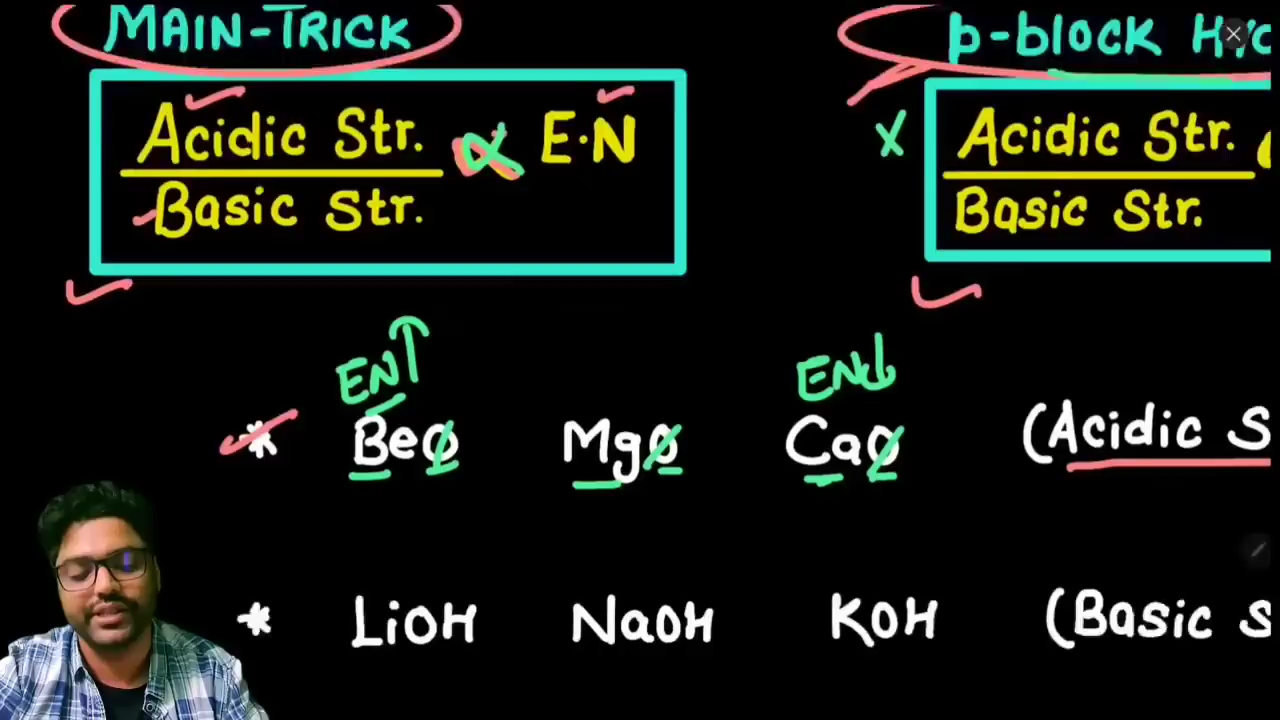 MAIN-TRICK
Acidic Str. ∝ E.N
Basic Str.
p-block
x Acidic Str.
Basic Str.
EN↑ EN↓
* BeO MgO CaO (Acidic S
* LiOH NaOH KOH (Basic S